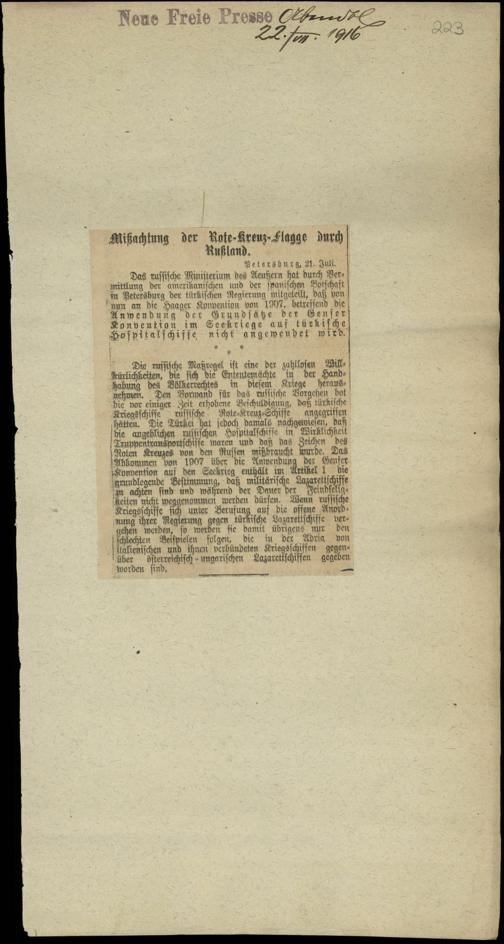 Neue Freie Presse Abendbl
22. VII. 1916
223
Mißachtung der Rote-Kreuz-Flagge durch
Rußland.
Petersburg, 21. Juli.
Das russische Ministerium des Aeußern hat durch Ver-
mittlung der amerikanischen und der spanischen Botschaft
in Petersburg der türkischen Regierung mitgeteilt, daß von
nun an die Haager Konvention von 1907, betreffend die
Anwendung der Grundsätze der Genfer
Konvention im Seekriege auf türkische
Hospitalschiffe nicht angewendet wird.
* * *
Die russische Maßregel ist eine der zahllosen Will-
kürlichkeiten, die sich die Ententemächte in der Hand-
habung des Völkerrechtes in diesem Kriege heraus-
nehmen. Den Vorwand für das russische Vorgehen bot
die vor einiger Zeit erhobene Beschuldigung, daß türkische
Kriegsschiffe russische Rote-Kreuz-Schiffe angegriffen
hätten. Die Türkei hat jedoch damals nachgewiesen, daß
die angeblichen russischen Hospitalschiffe in Wirklichkeit
Truppentransportschiffe waren und daß das Zeichen des
Roten Kreuzes von den Russen mißbraucht wurde. Das
Abkommen von 1907 über die Anwendung der Genfer
Konvention auf den Seekrieg enthält im Artikel 1 die
grundlegende Bestimmung, daß militärische Lazarettschiffe
zu achten sind und während der Dauer der Feindselig-
keiten nicht weggenommen werden dürfen. Wenn russische
Kriegsschiffe sich unter Berufung auf die offene Anord-
nung ihrer Regierung gegen türkische Lazarettschiffe ver-
gehen werden, so werden sie damit übrigens nur den
schlechten Beispielen folgen, die in der Adria von
italienischen und ihnen verbündeten Kriegsschiffen gegen-
über österreichisch-ungarischen Lazarettschiffen gegeben
worden sind.